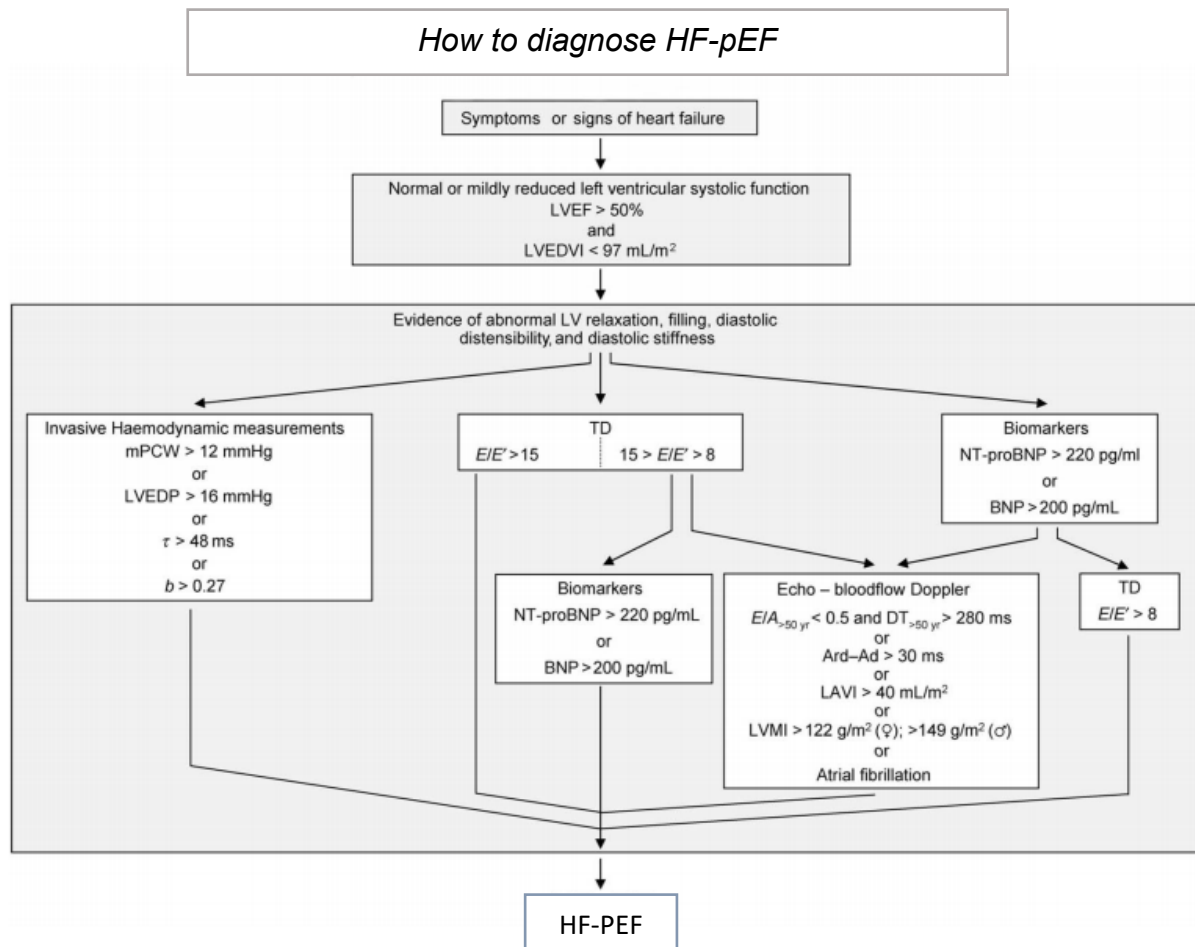 How to diagnose HF-pEF
Symptoms or signs of heart failure
Normal or mildly reduced left ventricular systolic function
LVEF > 50%
and
LVEDVI < 97 mL/m²
Evidence of abnormal LV relaxation, filling, diastolic
distensibility, and diastolic stiffness
Invasive Haemodynamic measurements
mPCW > 12 mmHg
or
LVEDP > 16 mmHg
or
τ > 48 ms
or
b > 0.27
TD
E/E′ > 15
15 > E/E′ > 8
Biomarkers
NT-proBNP > 220 pg/ml
or
BNP > 200 pg/mL
Biomarkers
NT-proBNP > 220 pg/mL
or
BNP > 200 pg/mL
Echo – bloodflow Doppler
E/A>50 yr < 0.5 and DT>50 yr > 280 ms
or
Ard–Ad > 30 ms
or
LAVI > 40 mL/m²
or
LVMI > 122 g/m² (♀); >149 g/m² (♂)
or
Atrial fibrillation
TD
E/E′ > 8
HF-PEF